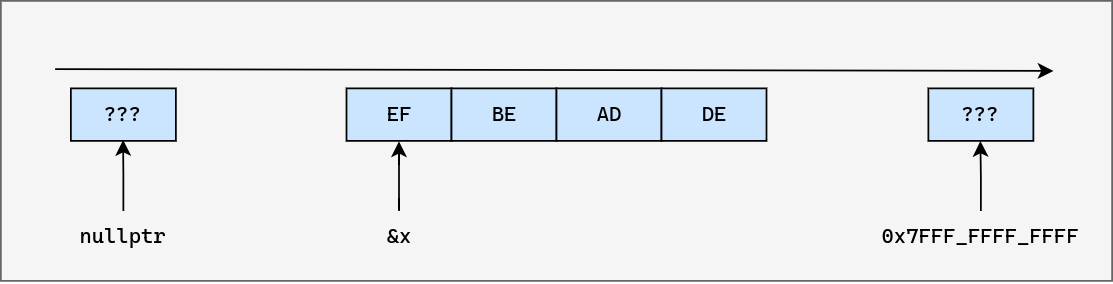 ??? EF BE AD DE ???
nullptr &x 0x7FFF_FFFF_FFFF